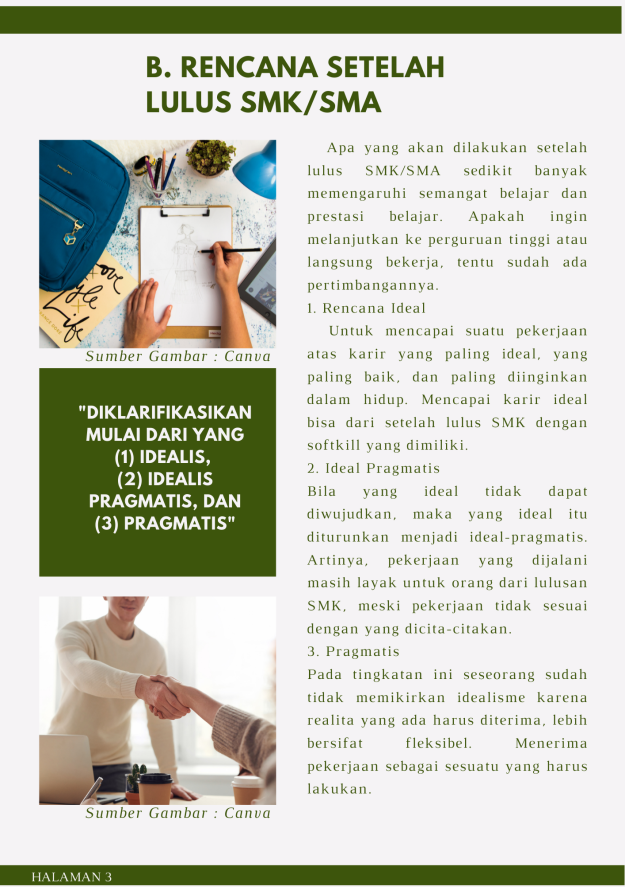 B. RENCANA SETELAH
LULUS SMK/SMA
Sumber Gambar : Canva
"DIKLARIFIKASIKAN
MULAI DARI YANG
(1) IDEALIS,
(2) IDEALIS
PRAGMATIS, DAN
(3) PRAGMATIS"
Sumber Gambar : Canva
Apa yang akan dilakukan setelah
lulus SMK/SMA sedikit banyak
memengaruhi semangat belajar dan
prestasi belajar. Apakah ingin
melanjutkan ke perguruan tinggi atau
langsung bekerja, tentu sudah ada
pertimbangannya.
1. Rencana Ideal
Untuk mencapai suatu pekerjaan
atas karir yang paling ideal, yang
paling baik, dan paling diinginkan
dalam hidup. Mencapai karir ideal
bisa dari setelah lulus SMK dengan
softkill yang dimiliki.
2. Ideal Pragmatis
Bila yang ideal tidak dapat
diwujudkan, maka yang ideal itu
diturunkan menjadi ideal-pragmatis.
Artinya, pekerjaan yang dijalani
masih layak untuk orang dari lulusan
SMK, meski pekerjaan tidak sesuai
dengan yang dicita-citakan.
3. Pragmatis
Pada tingkatan ini seseorang sudah
tidak memikirkan idealisme karena
realita yang ada harus diterima, lebih
bersifat fleksibel. Menerima
pekerjaan sebagai sesuatu yang harus
lakukan.
HALAMAN 3